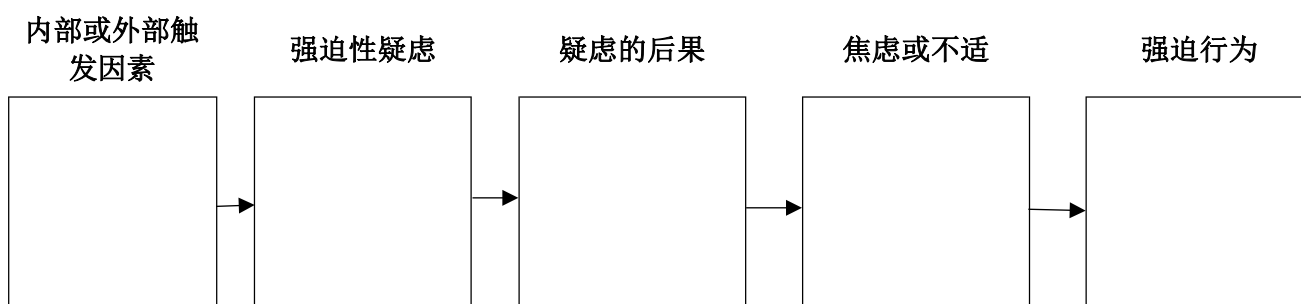 内部或外部触
发因素
强迫性疑虑
疑虑的后果
焦虑或不适
强迫行为